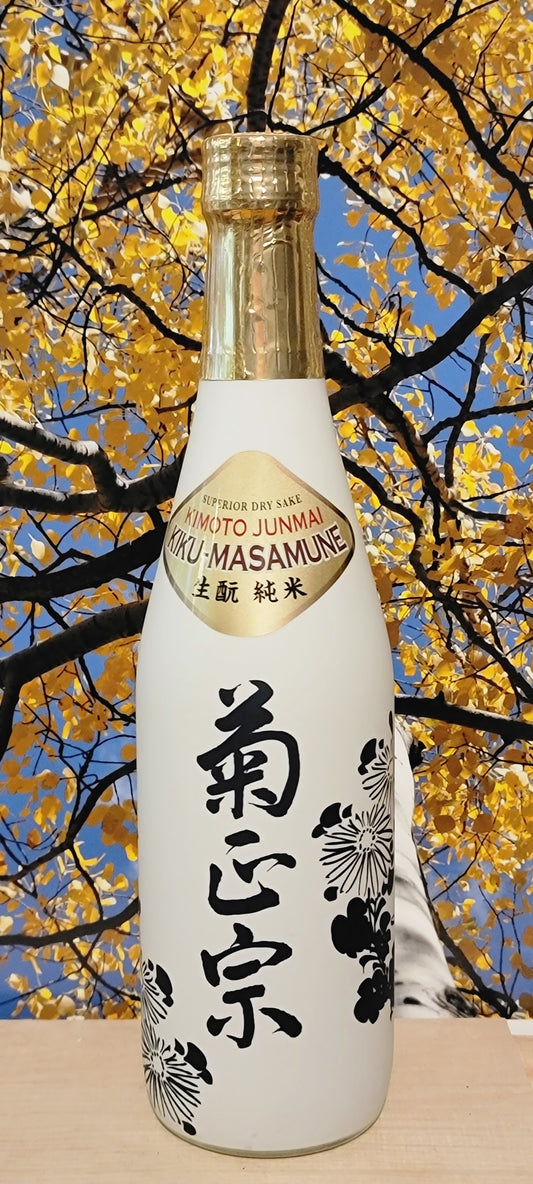 SUPERIOR DRY SAKE
KIMOTO JUNMAI
KIKU-MASAMUNE
生酛 純米
菊正宗